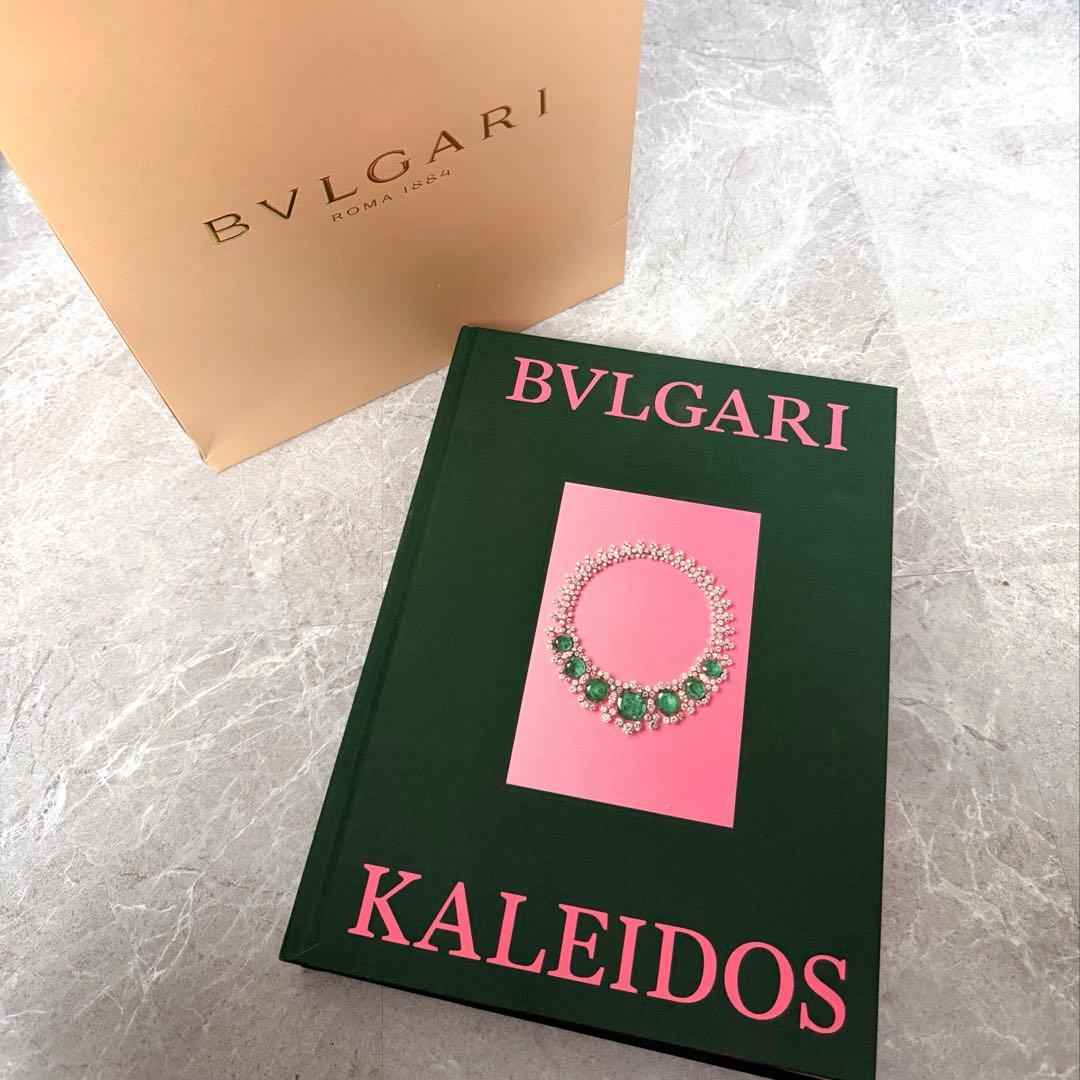 BVLGARI
ROMA 1884
BVLGARI
KALEIDOS